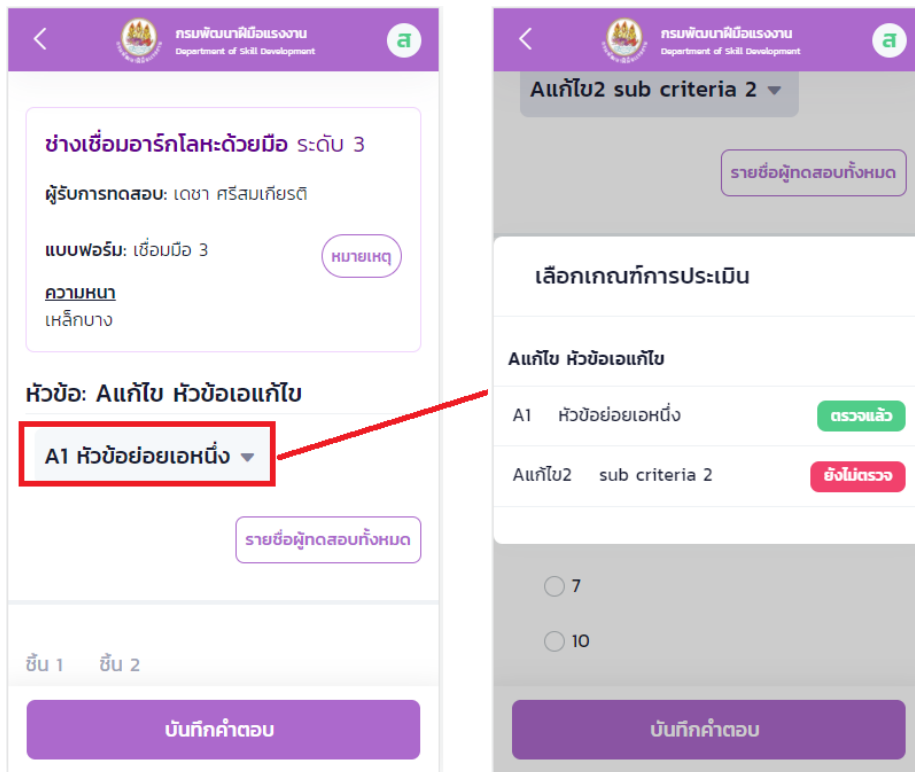 กรมพัฒนาฝีมือแรงงาน
Department of Skill Development
ส
ช่างเชื่อมอาร์กโลหะด้วยมือ ระดับ 3
ผู้รับการทดสอบ: เดชา ศรีสมเกียรติ
แบบฟอร์ม: เชื่อมมือ 3
หมายเหตุ
ความหนา
เหล็กบาง
หัวข้อ: Aแก้ไข หัวข้อเอแก้ไข
A1 หัวข้อย่อยเอหนึ่ง
รายชื่อผู้ทดสอบทั้งหมด
ชิ้น 1 ชิ้น 2
บันทึกคำตอบ
กรมพัฒนาฝีมือแรงงาน
Department of Skill Development
ส
Aแก้ไข2 sub criteria 2
รายชื่อผู้ทดสอบทั้งหมด
เลือกเกณฑ์การประเมิน
Aแก้ไข หัวข้อเอแก้ไข
A1 หัวข้อย่อยเอหนึ่ง ตรวจแล้ว
Aแก้ไข2 sub criteria 2 ยังไม่ตรวจ
7
10
บันทึกคำตอบ